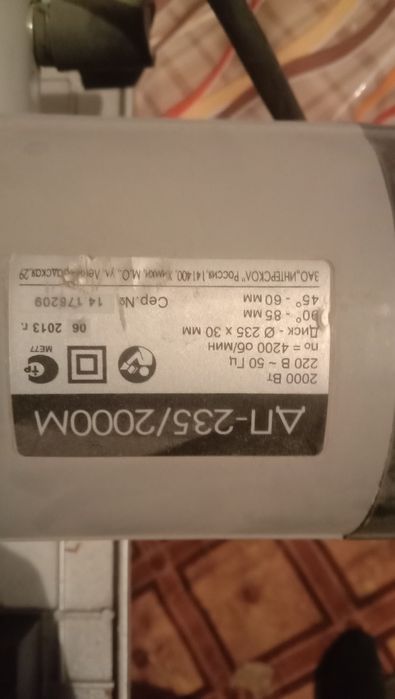 ДП-235/2000М
2000 Вт
220 В ~ 50 Гц
n₀ = 4200 об/мин
Диск - Ø 235 x 30 мм
90° - 85 мм
45° - 60 мм
МЕ77
06 2013 г.
Сер.№ 14 176209
ЗАО „ИНТЕРСКОЛ" Россия, 141400, Химки, М.О., ул. Ленинградская, 29